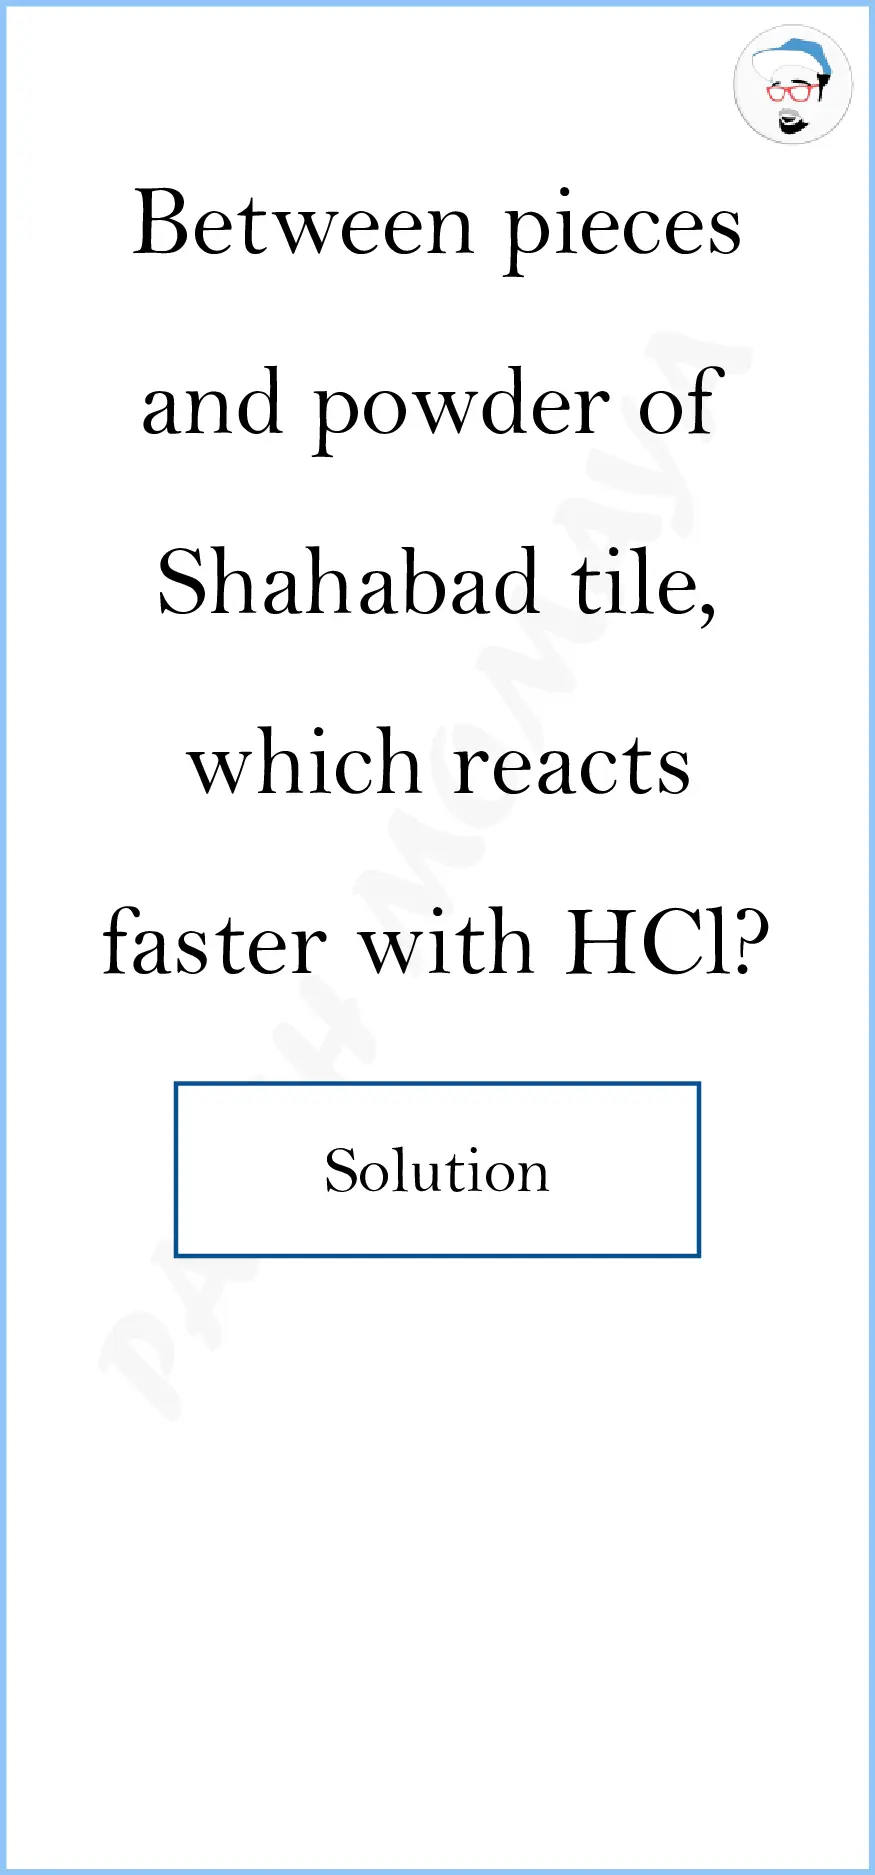 Between pieces
and powder of
Shahabad tile,
which reacts
faster with HCl?
Solution